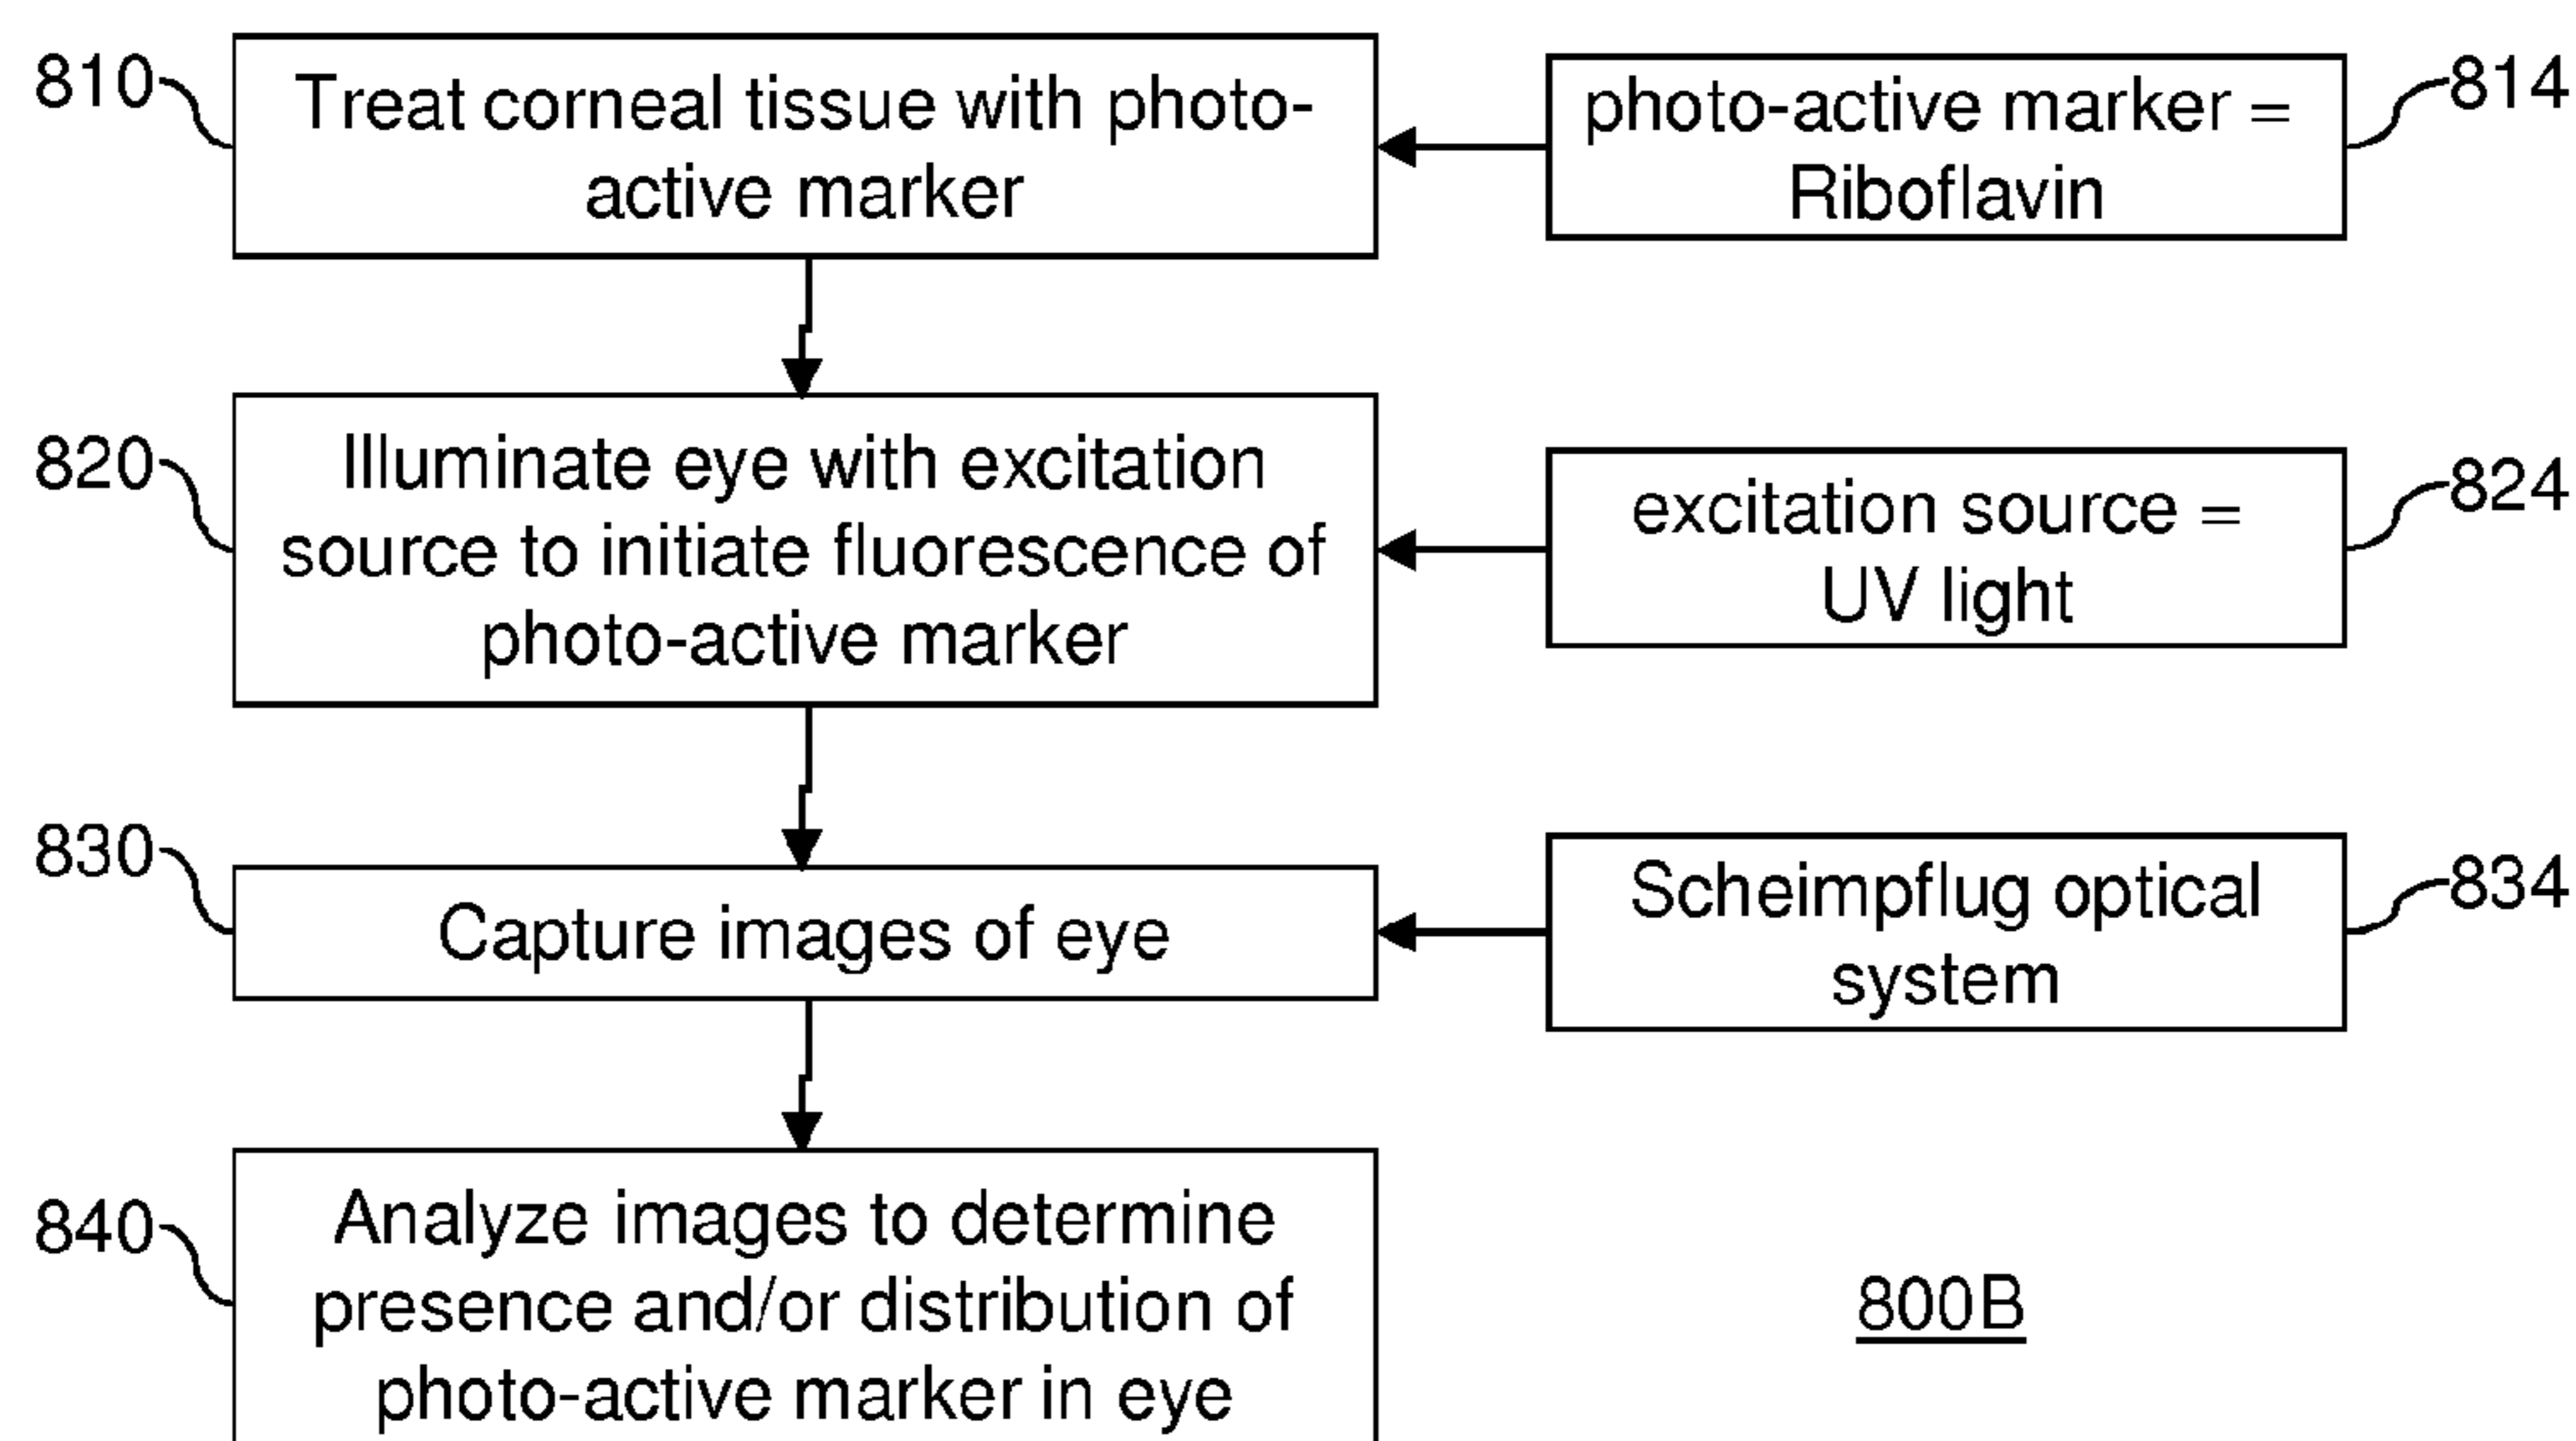 810
Treat corneal tissue with photo-
active marker
photo-active marker =
Riboflavin
814
820
Illuminate eye with excitation
source to initiate fluorescence of
photo-active marker
excitation source =
UV light
824
830
Capture images of eye
Scheimpflug optical
system
834
840
Analyze images to determine
presence and/or distribution of
photo-active marker in eye
800B